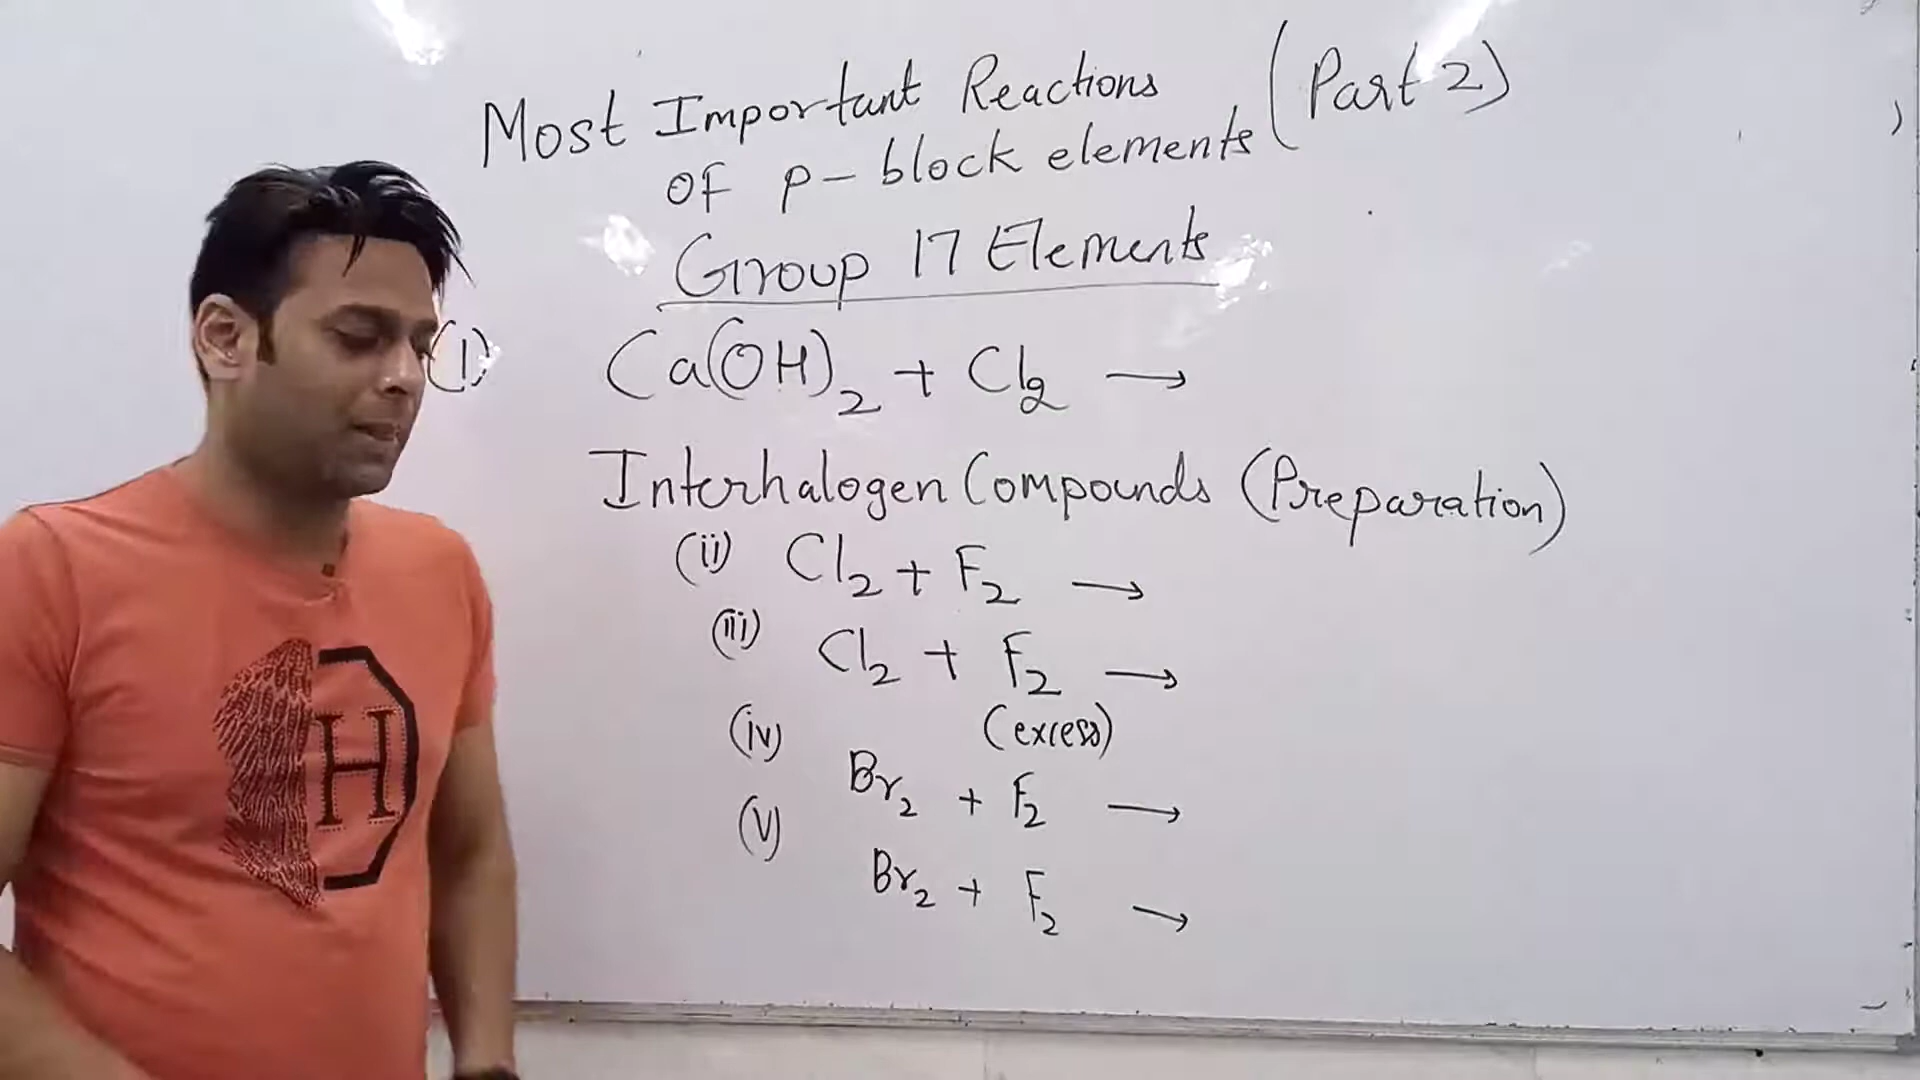 Most Important Reactions (Part 2)
of p-block elements
Group 17 Elements
(i) Ca(OH)₂ + Cl₂ →
Interhalogen Compounds (Preparation)
(ii) Cl₂ + F₂ →
(iii) Cl₂ + F₂ →
(excess)
(iv) Br₂ + F₂ →
(v) Br₂ + F₂ →
H